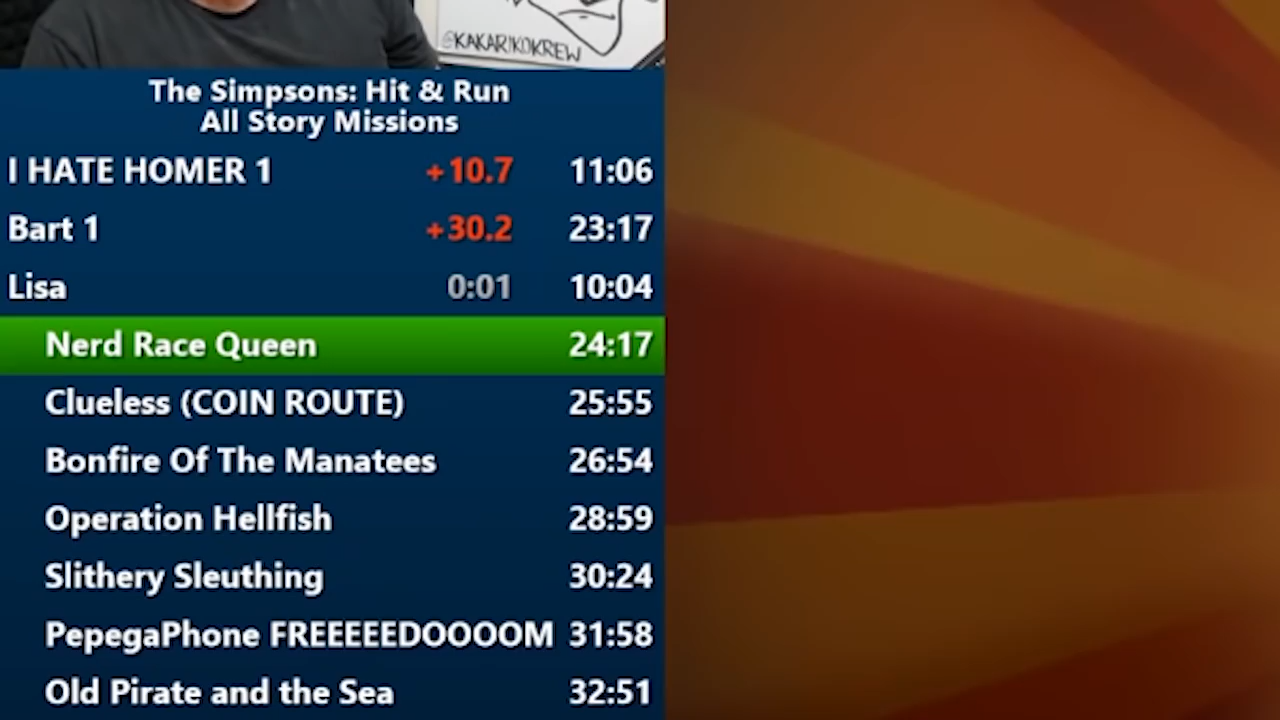 @KAKARIKOKREW
The Simpsons: Hit & Run
All Story Missions
I HATE HOMER 1 +10.7 11:06
Bart 1 +30.2 23:17
Lisa 0:01 10:04
Nerd Race Queen 24:17
Clueless (COIN ROUTE) 25:55
Bonfire Of The Manatees 26:54
Operation Hellfish 28:59
Slithery Sleuthing 30:24
PepegaPhone FREEEEEDOOOOM 31:58
Old Pirate and the Sea 32:51